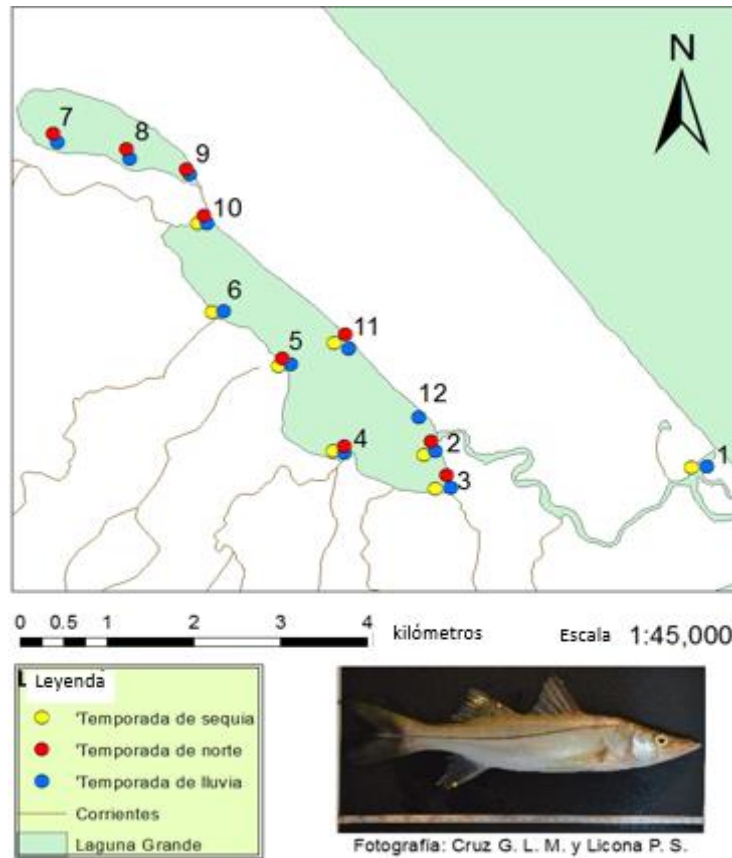 N
7
8
9
10
6
11
5
12
4
2
3
1
0 0.5 1 2 3 4
kilómetros Escala 1:45,000
L Leyenda
'Temporada de sequia
'Temporada de norte
'Temporada de lluvia
Corrientes
Laguna Grande
Fotografía: Cruz G. L. M. y Licona P. S.